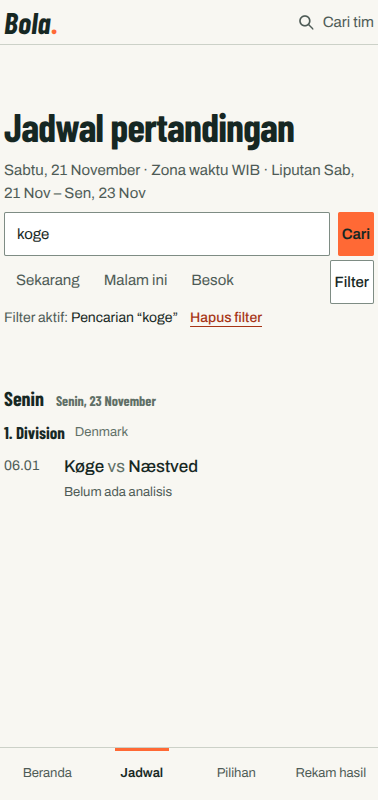 Bola.
Cari tim
Jadwal pertandingan
Sabtu, 21 November · Zona waktu WIB · Liputan Sab,
21 Nov – Sen, 23 Nov
koge
Cari
Sekarang Malam ini Besok
Filter
Filter aktif: Pencarian “koge” Hapus filter
Senin Senin, 23 November
1. Division Denmark
06.01 Køge vs Næstved
Belum ada analisis
Beranda Jadwal Pilihan Rekam hasil